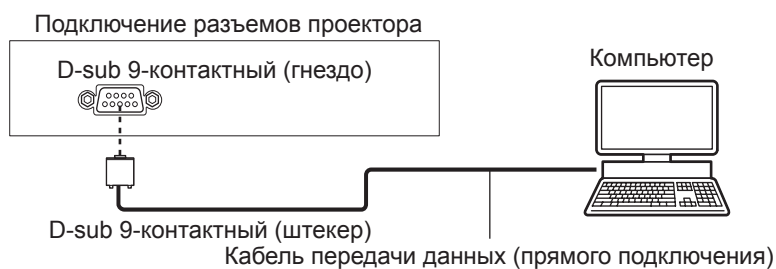 Подключение разъемов проектора
D-sub 9-контактный (гнездо)
Компьютер
D-sub 9-контактный (штекер)
Кабель передачи данных (прямого подключения)